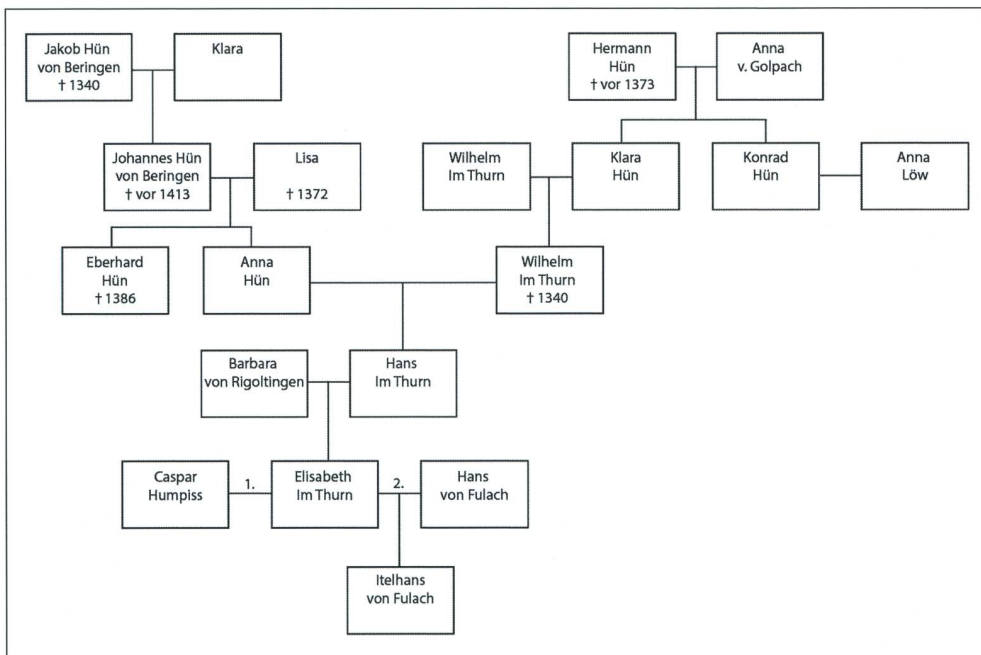 Jakob Hün
von Beringen
† 1340
Klara
Hermann
Hün
† vor 1373
Anna
v. Golpach
Johannes Hün
von Beringen
† vor 1413
Lisa
† 1372
Wilhelm
Im Thurn
Klara
Hün
Konrad
Hün
Anna
Löw
Eberhard
Hün
† 1386
Anna
Hün
Wilhelm
Im Thurn
† 1340
Barbara
von Rigoltingen
Hans
Im Thurn
Caspar
Humpiss
1.
Elisabeth
Im Thurn
2.
Hans
von Fulach
Itelhans
von Fulach